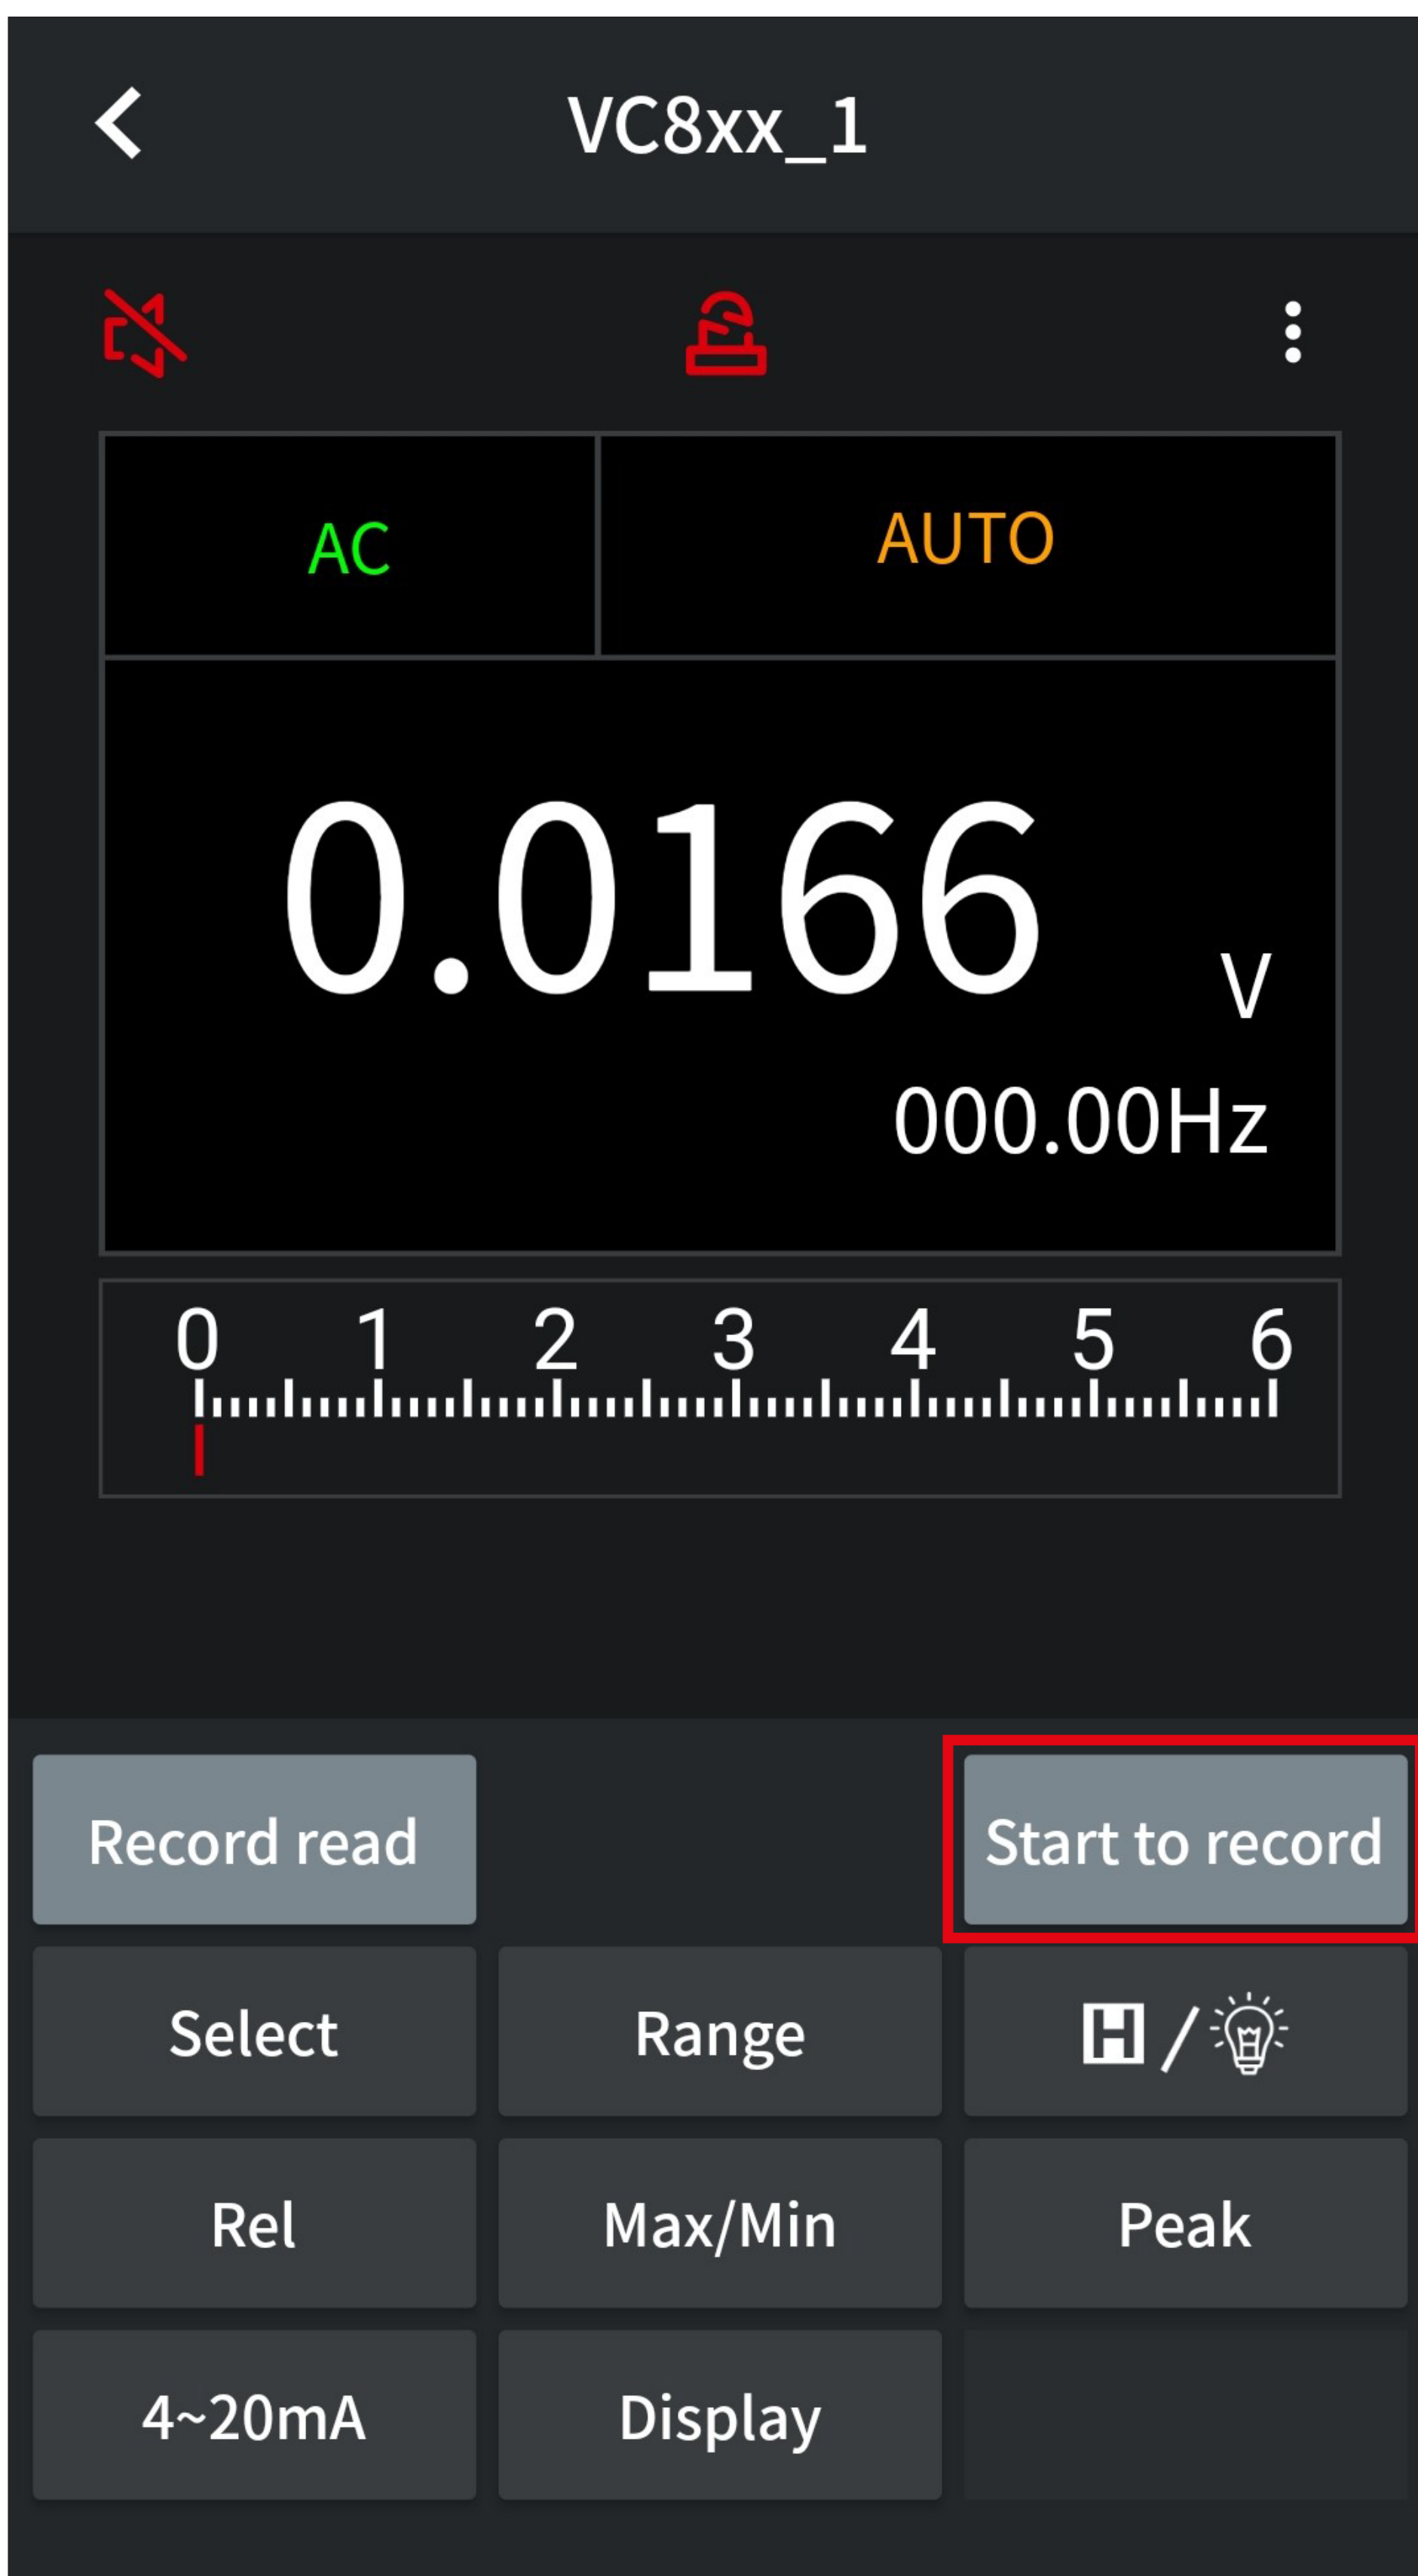 VC8xx_1
AC AUTO
0.0166 V
000.00Hz
0 1 2 3 4 5 6
Record read Start to record
Select Range H/
Rel Max/Min Peak
4~20mA Display